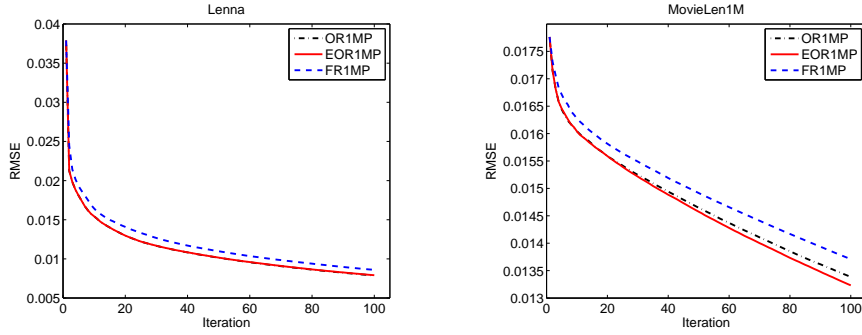 Lenna
0.04
0.035
0.03
0.025
0.02
0.015
0.01
0.005
RMSE
0 20 40 60 80 100
Iteration
OR1MP
EOR1MP
FR1MP
MovieLen1M
0.0175
0.017
0.0165
0.016
0.0155
0.015
0.0145
0.014
0.0135
0.013
RMSE
0 20 40 60 80 100
Iteration
OR1MP
EOR1MP
FR1MP